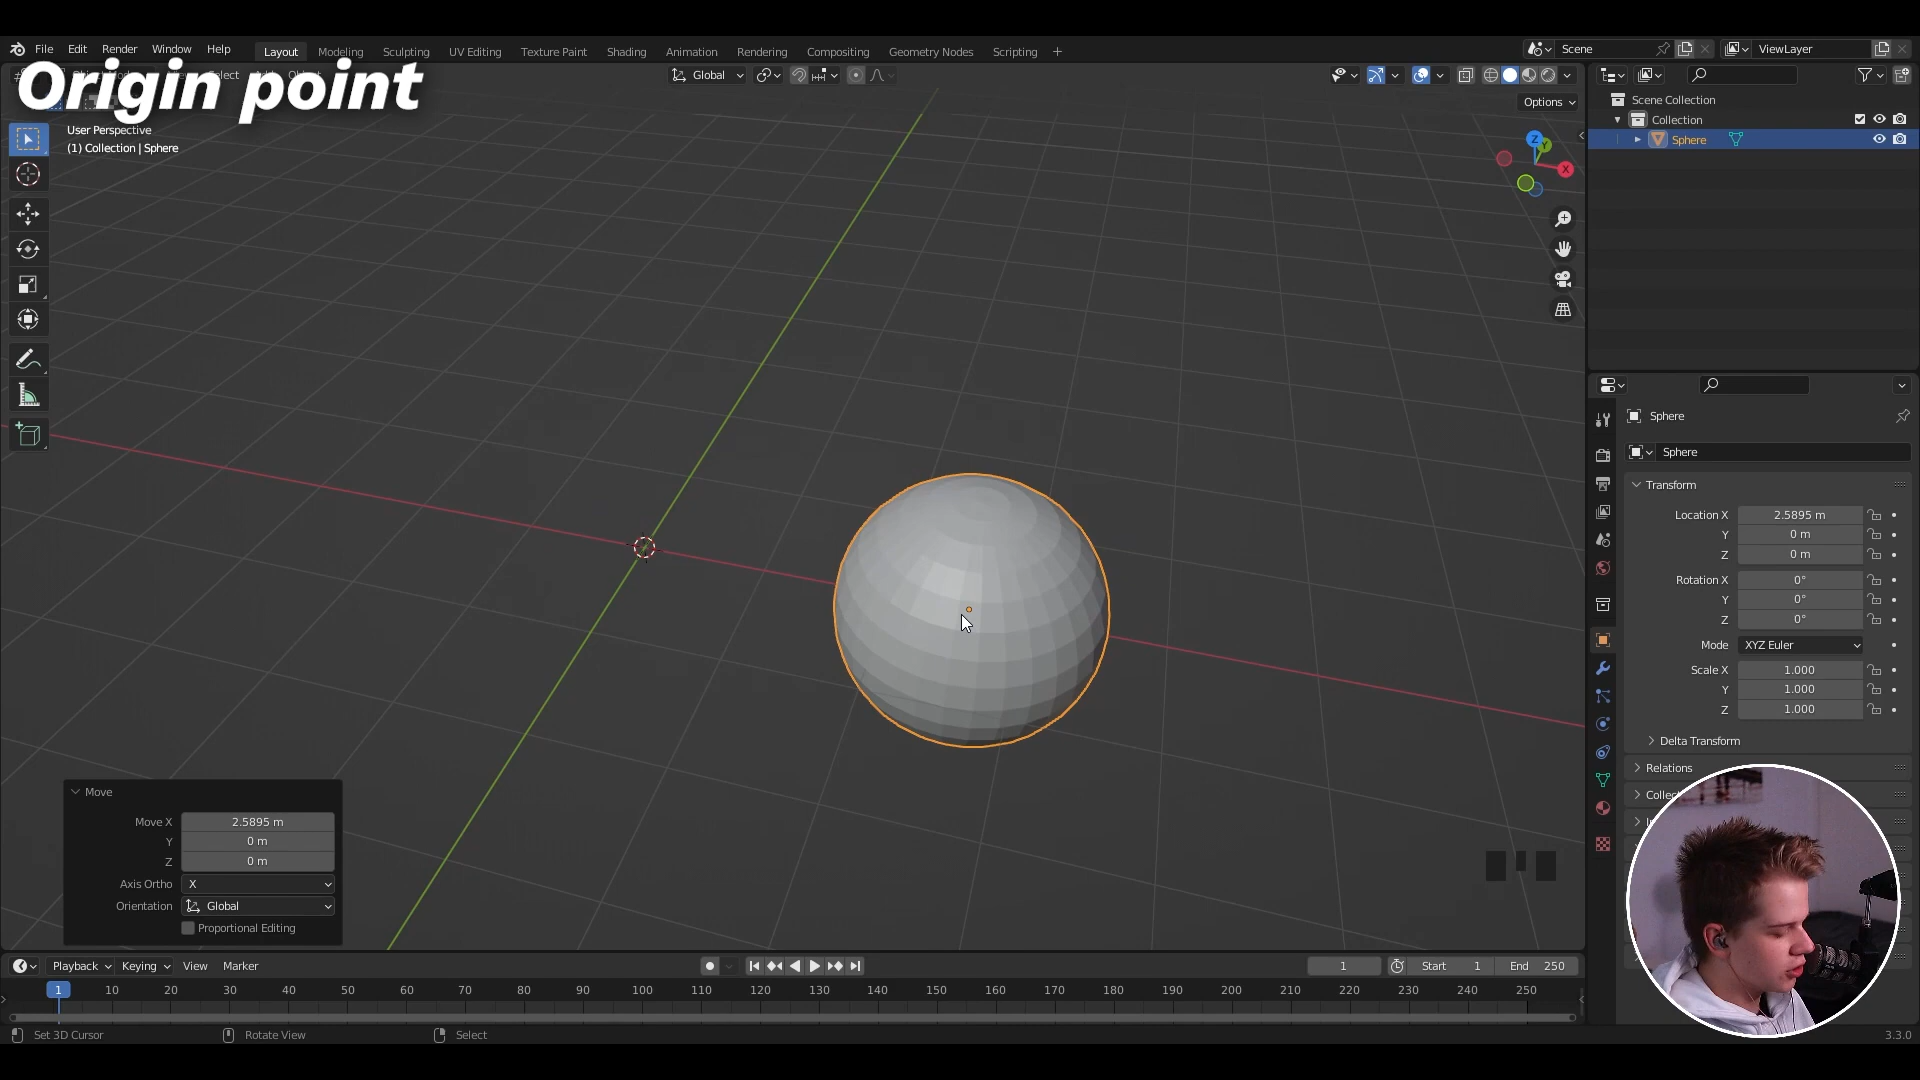 File Edit Render Window Help Layout Modeling Sculpting UV Editing Texture Paint Shading Animation Rendering Compositing Geometry Nodes Scripting + Scene ViewLayer
Origin point
Select
Global
Options
User Perspective
(1) Collection | Sphere
Z
Y
X
Scene Collection
Collection
Sphere
Sphere
Sphere
Transform
Location X 2.5895 m
Y 0 m
Z 0 m
Rotation X 0°
Y 0°
Z 0°
Mode XYZ Euler
Scale X 1.000
Y 1.000
Z 1.000
Delta Transform
Relations
Move
Move X 2.5895 m
Y 0 m
Z 0 m
Axis Ortho X
Orientation Global
Proportional Editing
Playback Keying View Marker 1 Start 1 End 250
1 10 20 30 40 50 60 70 80 90 100 110 120 130 140 150 160 170 180 190 200 210 220 230 240 250
Set 3D Cursor Rotate View Select 3.3.0